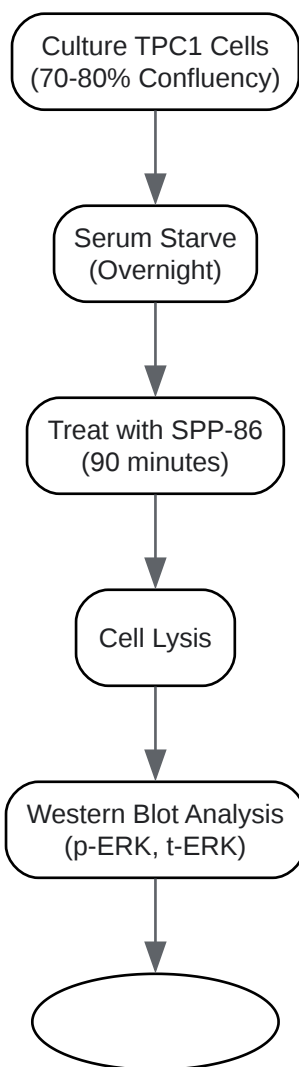 Culture TPC1 Cells
(70-80% Confluency)
Serum Starve
(Overnight)
Treat with SPP-86
(90 minutes)
Cell Lysis
Western Blot Analysis
(p-ERK, t-ERK)